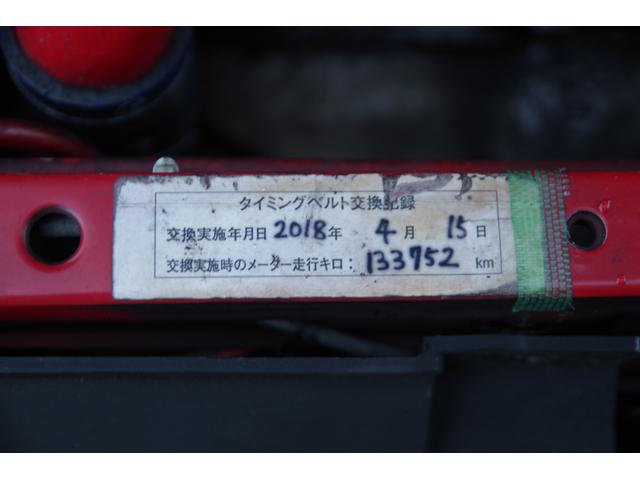 タイミングベルト交換記録
交換実施年月日 2018年 4月 15日
交換実施時のメーター走行キロ： 133752 km